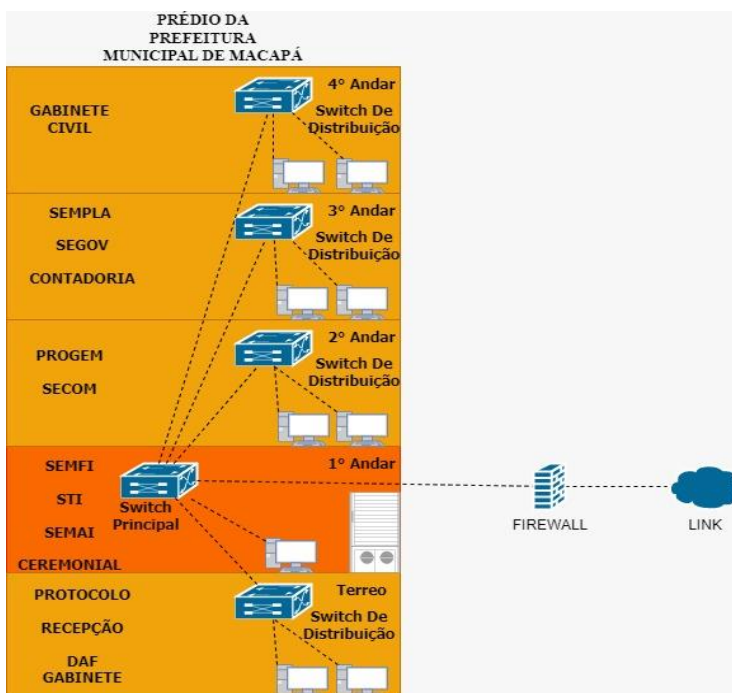 PRÉDIO DA
PREFEITURA
MUNICIPAL DE MACAPÁ
GABINETE
CIVIL
4° Andar
Switch De
Distribuição
SEMPLA
SEGOV
CONTADORIA
3° Andar
Switch De
Distribuição
PROGEM
SECOM
2° Andar
Switch De
Distribuição
SEMFI
STI
SEMAI
CEREMONIAL
Switch
Principal
1° Andar
FIREWALL
LINK
PROTOCOLO
RECEPÇÃO
DAF
GABINETE
Terreo
Switch De
Distribuição